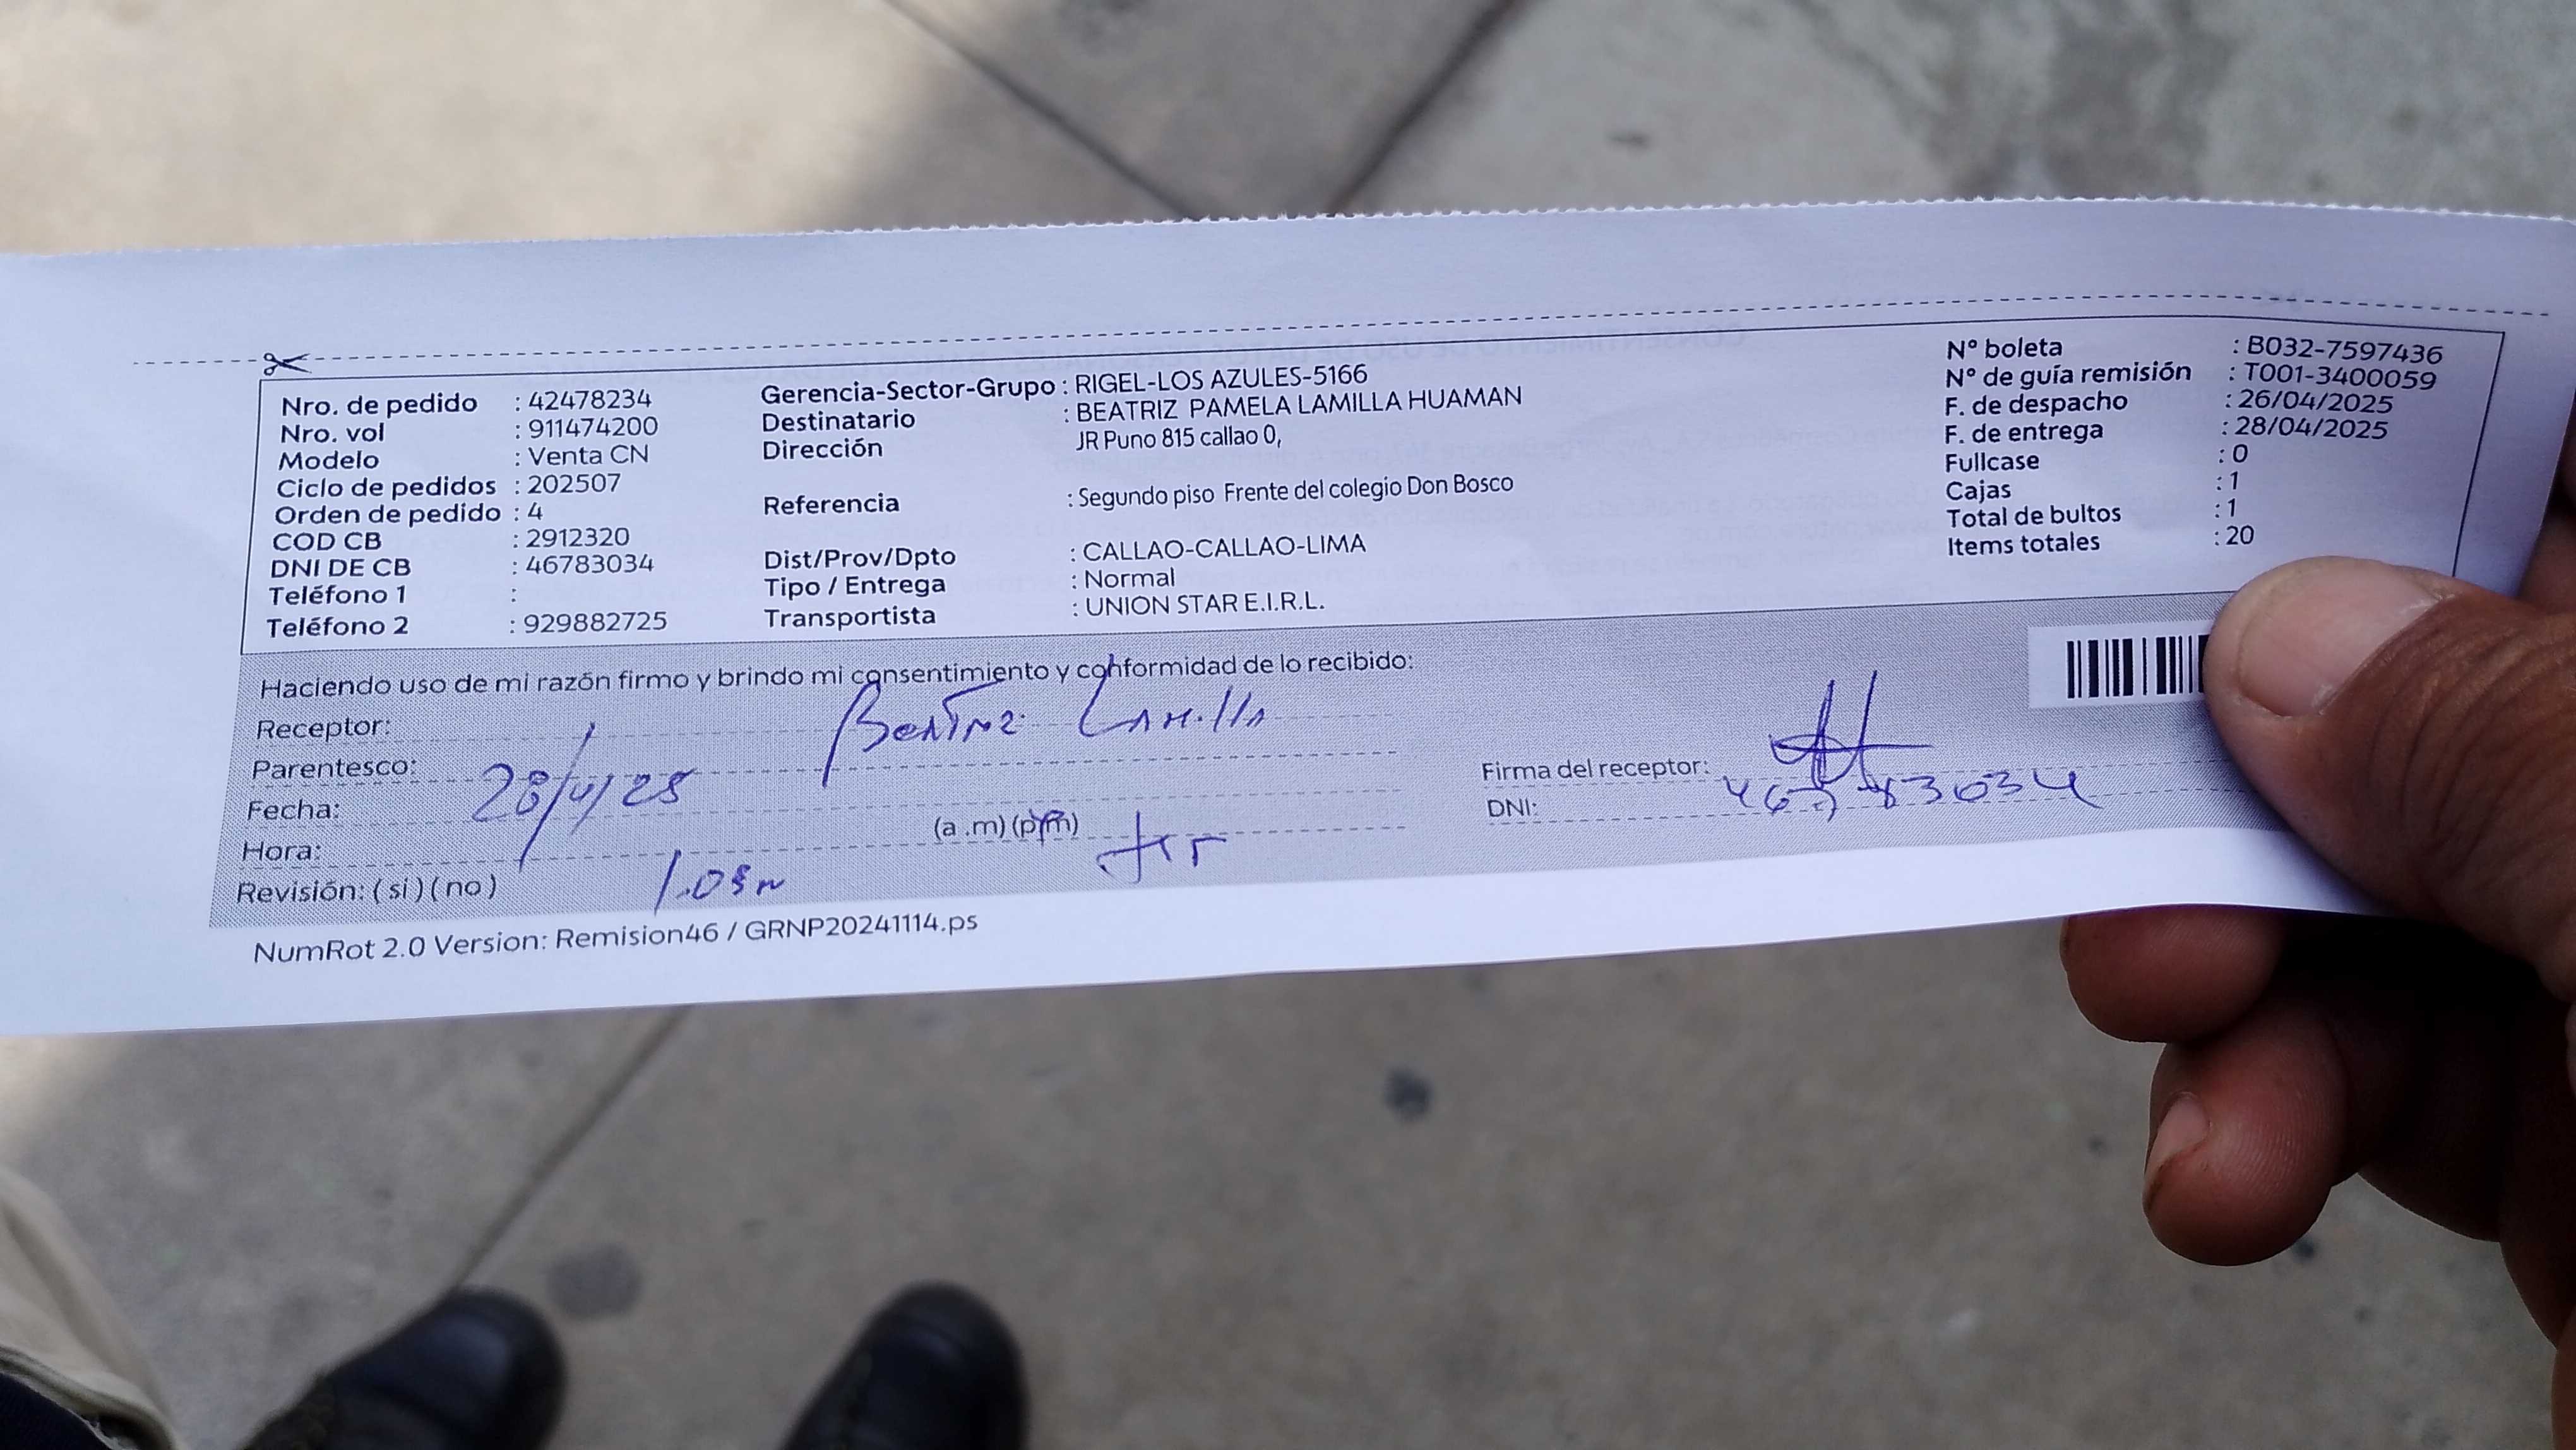 Nro. de pedido : 42478234
Nro. vol : 911474200
Modelo : Venta CN
Ciclo de pedidos : 202507
Orden de pedido : 4
COD CB : 2912320
DNI DE CB : 46783034
Teléfono 1 :
Teléfono 2 : 929882725
Gerencia-Sector-Grupo : RIGEL-LOS AZULES-5166
Destinatario : BEATRIZ PAMELA LAMILLA HUAMAN
Dirección JR Puno 815 callao 0,
Referencia : Segundo piso Frente del colegio Don Bosco
Dist/Prov/Dpto : CALLAO-CALLAO-LIMA
Tipo / Entrega : Normal
Transportista : UNION STAR E.I.R.L.
N° boleta : B032-7597436
N° de guía remisión : T001-3400059
F. de despacho : 26/04/2025
F. de entrega : 28/04/2025
Fullcase : 0
Cajas : 1
Total de bultos : 1
Items totales : 20
Haciendo uso de mi razón firmo y brindo mi consentimiento y conformidad de lo recibido:
Receptor: Beatriz Lamilla
Parentesco:
Fecha: 28/4/25
Hora: (a .m) (p.m)
Revisión: ( si ) ( no )
Firma del receptor:
DNI: 46783034
NumRot 2.0 Version: Remision46 / GRNP20241114.ps